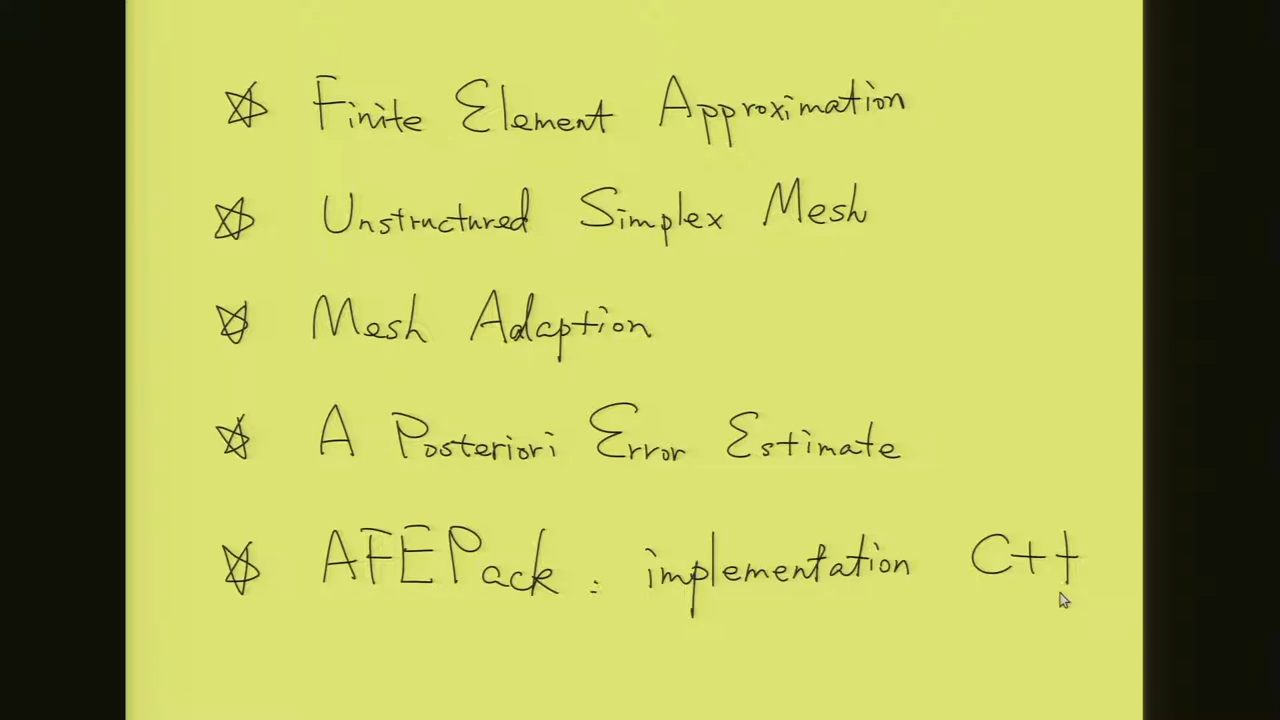 ☆ Finite Element Approximation
☆ Unstructured Simplex Mesh
☆ Mesh Adaption
☆ A Posteriori Error Estimate
☆ AFEPack : implementation C++